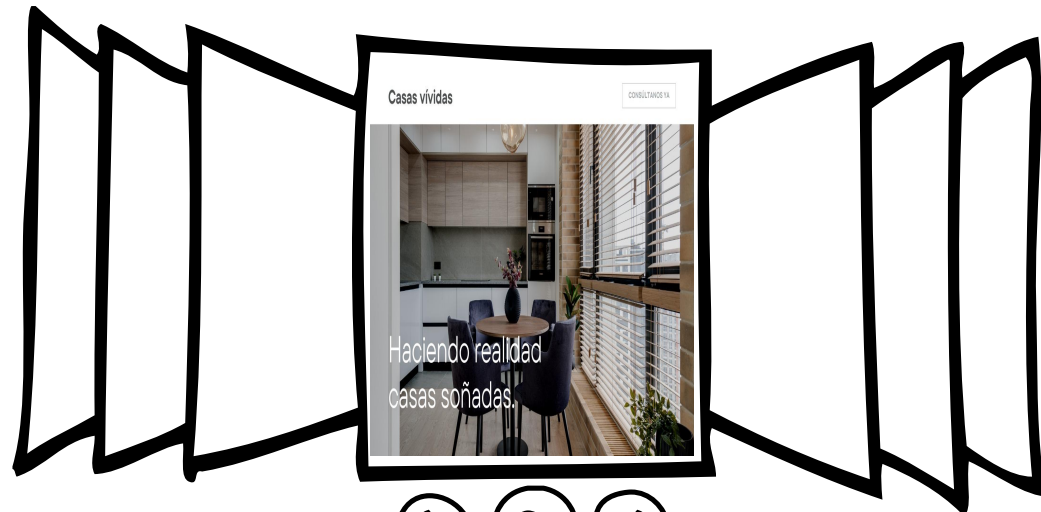 Casas vívidas
CONSÚLTANOS YA
Haciendo realidad
casas soñadas.